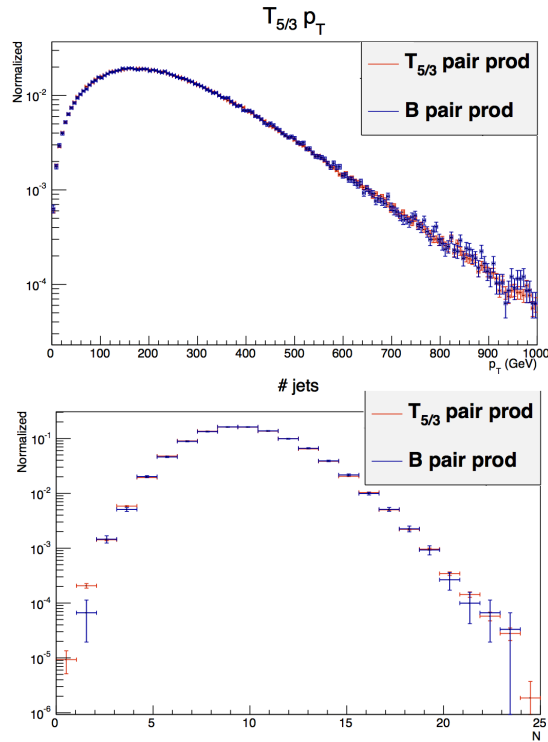 T5/3 pT
Normalized
T5/3 pair prod
B pair prod
10-2
10-3
10-4
0 100 200 300 400 500 600 700 800 900 1000
pT (GeV)
# jets
Normalized
T5/3 pair prod
B pair prod
10-1
10-2
10-3
10-4
10-5
10-6
0 5 10 15 20 25
N